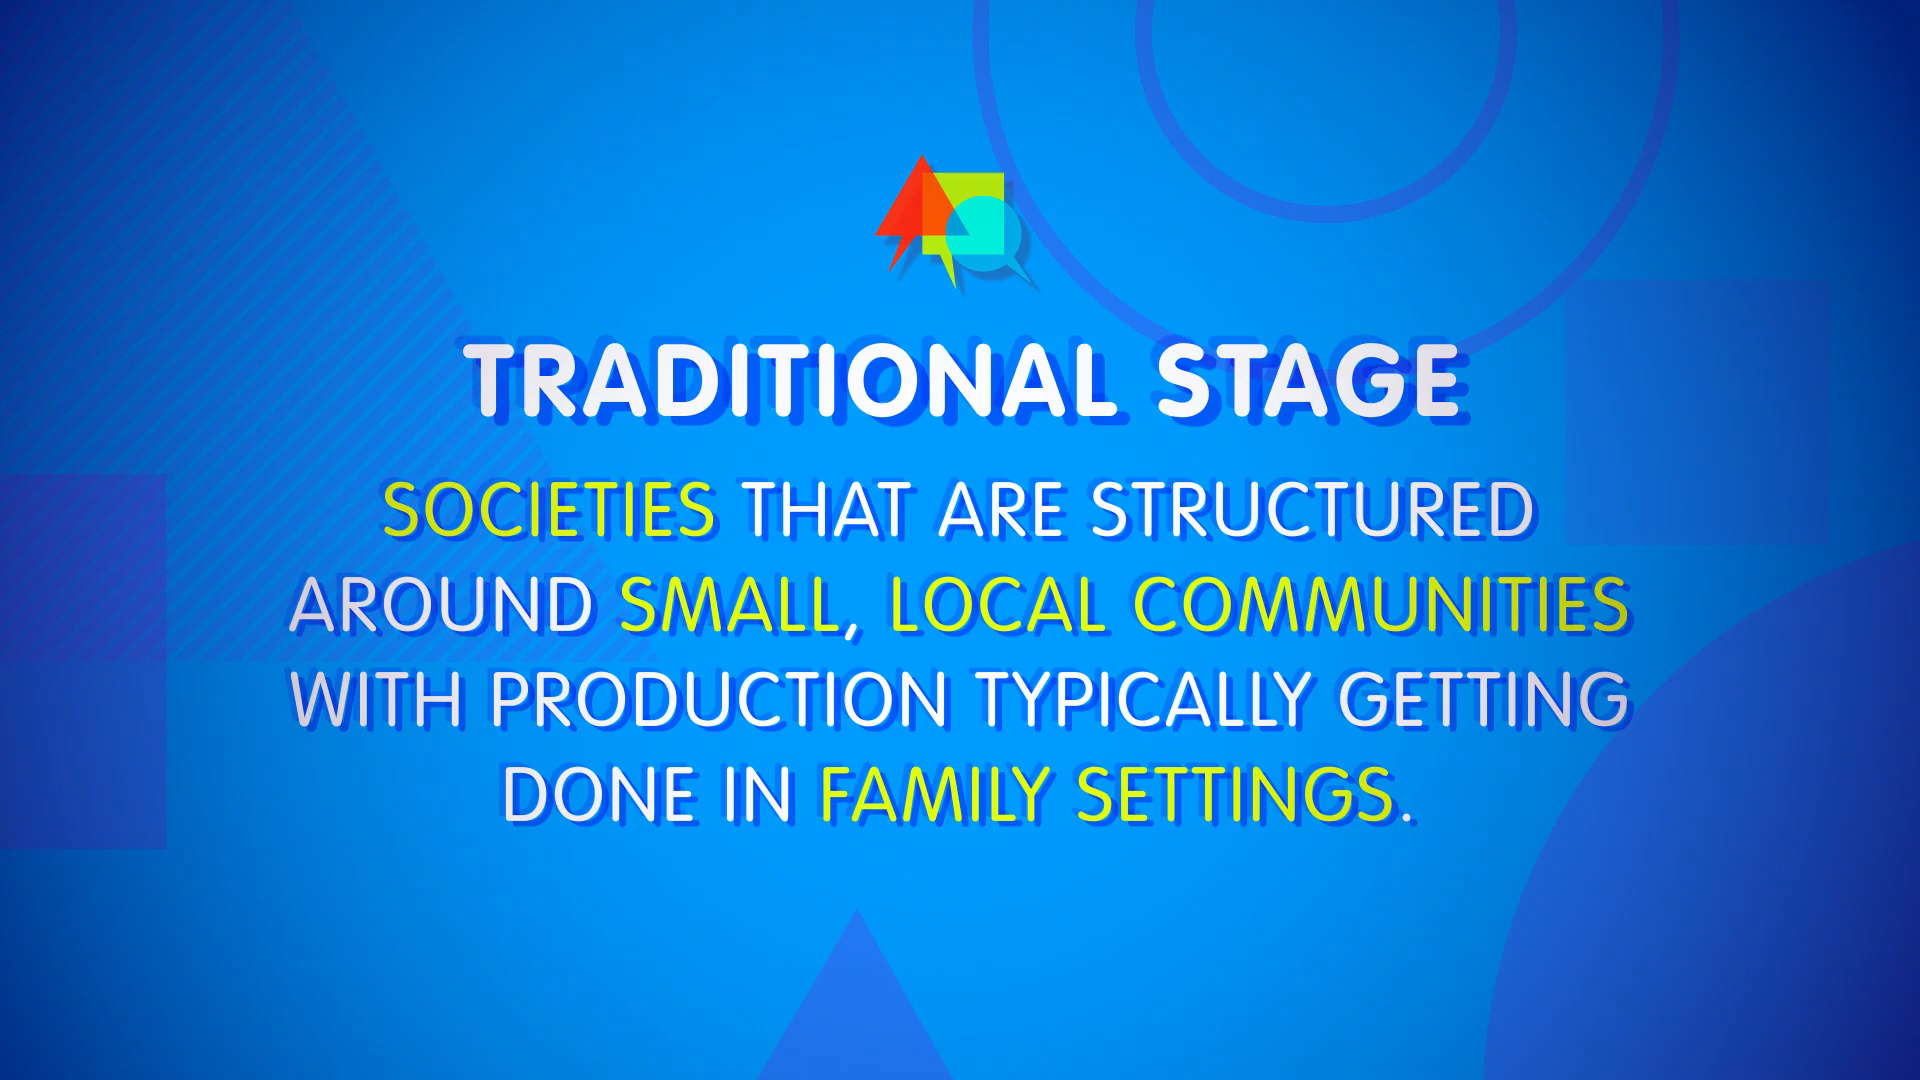 TRADITIONAL STAGE
SOCIETIES THAT ARE STRUCTURED
AROUND SMALL, LOCAL COMMUNITIES
WITH PRODUCTION TYPICALLY GETTING
DONE IN FAMILY SETTINGS.